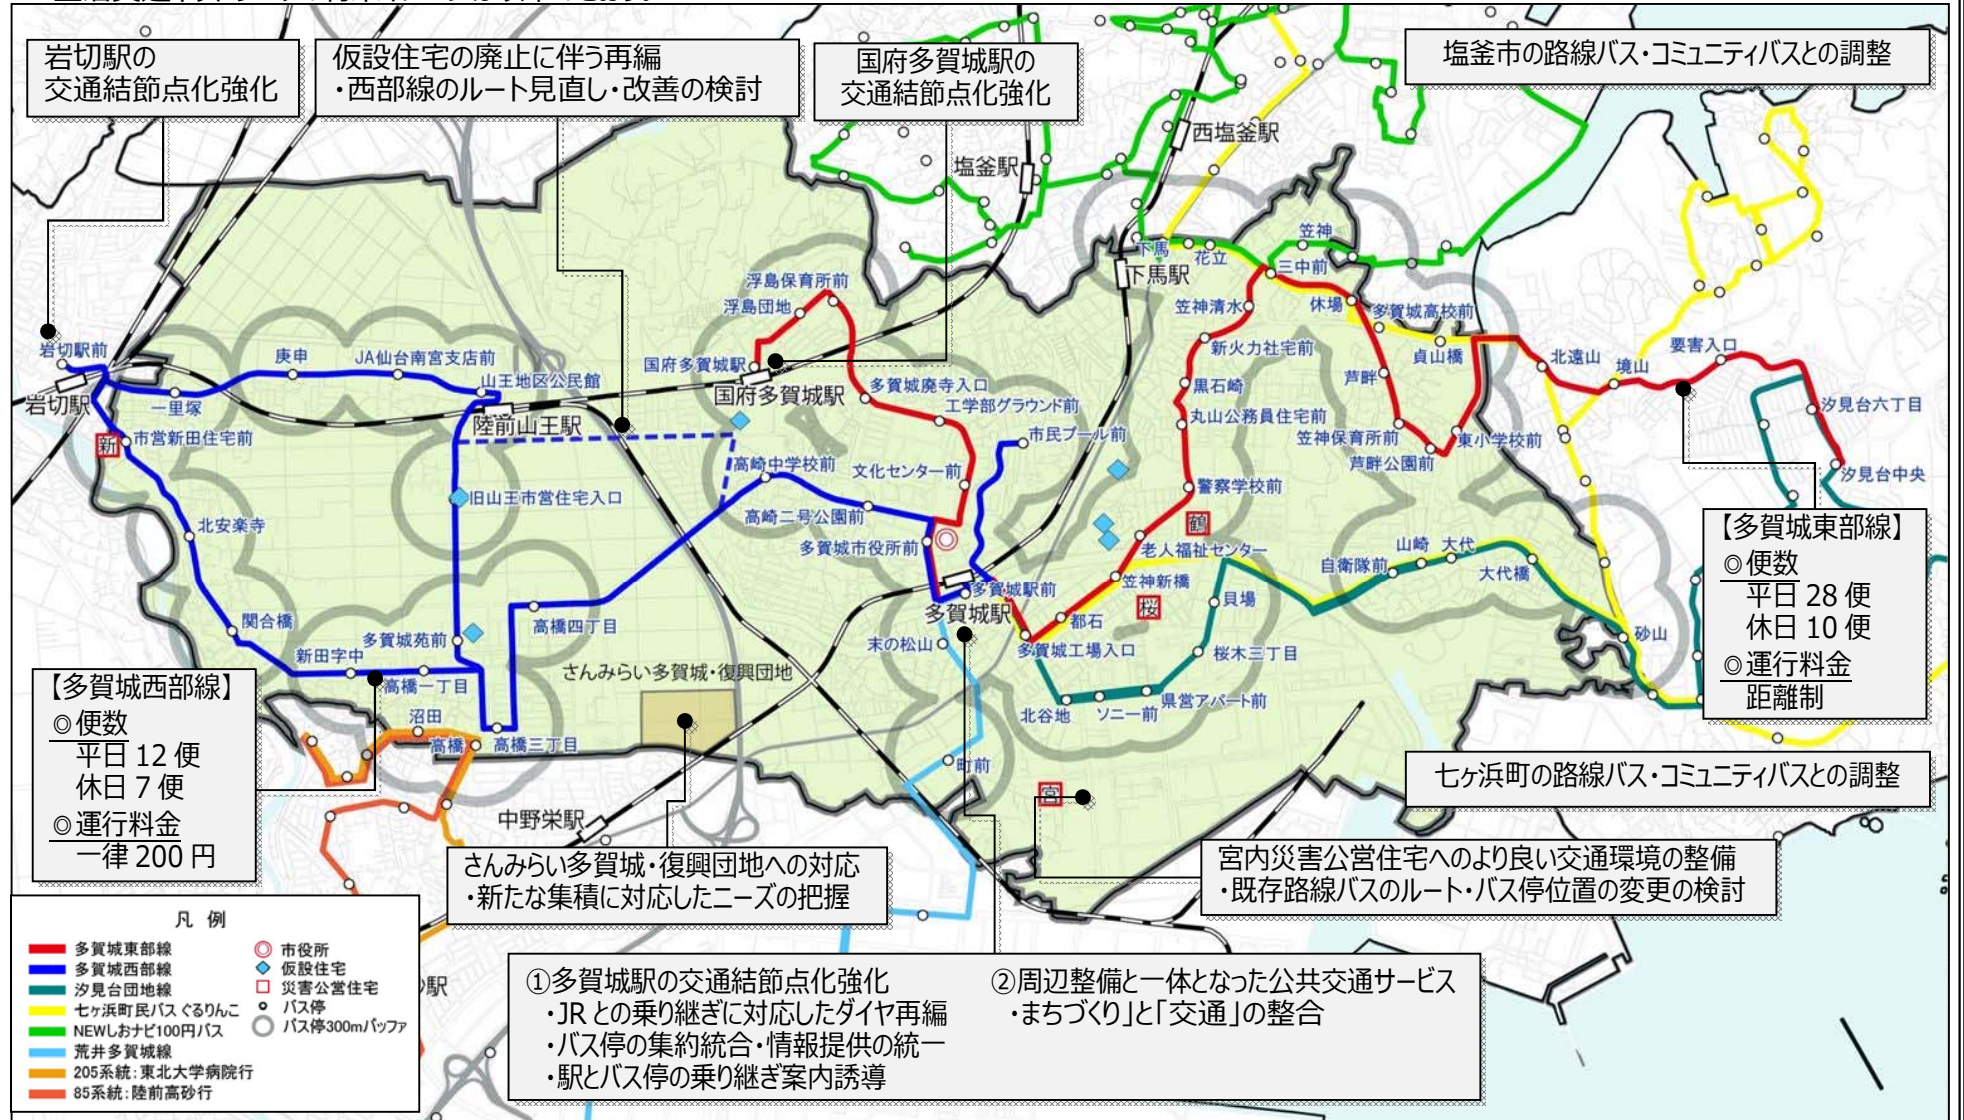 岩切駅の
交通結節点化強化
仮設住宅の廃止に伴う再編
・西部線のルート見直し・改善の検討
国府多賀城駅の
交通結節点化強化
塩釜市の路線バス・コミュニティバスとの調整
西塩釜駅
塩釜駅
下馬
花立
笠神
三中前
下馬駅
浮島保育所前
浮島団地
笠神清水
休場
多賀城高校前
岩切駅前
庚申
JA仙台南宮支店前
国府多賀城駅
新火力社宅前
貞山橋
北遠山
境山
要害入口
山王地区公民館
国府多賀城駅
多賀城廃寺入口
黒石崎
芦畔
岩切駅
一里塚
陸前山王駅
工学部グラウンド前
丸山公務員住宅前
汐見台六丁目
新
市営新田住宅前
市民プール前
笠神保育所前
東小学校前
高崎中学校前
文化センター前
芦畔公園前
汐見台中央
旧山王市営住宅入口
警察学校前
北安楽寺
高崎二号公園前
鶴
多賀城市役所前
老人福祉センター
山崎
大代
自衛隊前
大代橋
笠神新橋
多賀城駅前
多賀城駅
桜
貝場
関合橋
多賀城苑前
高橋四丁目
都石
末の松山
多賀城工場入口
桜木三丁目
砂山
新田字中
高橋一丁目
さんみらい多賀城・復興団地
県営アパート前
北谷地
ソニー前
沼田
高橋
高橋三丁目
町前
宮
中野栄駅
【多賀城東部線】
◎便数
平日 28 便
休日 10 便
◎運行料金
距離制
【多賀城西部線】
◎便数
平日 12 便
休日 7 便
◎運行料金
一律 200 円
七ヶ浜町の路線バス・コミュニティバスとの調整
さんみらい多賀城・復興団地への対応
・新たな集積に対応したニーズの把握
宮内災害公営住宅へのより良い交通環境の整備
・既存路線バスのルート・バス停位置の変更の検討
①多賀城駅の交通結節点化強化
・JR との乗り継ぎに対応したダイヤ再編
・バス停の集約統合・情報提供の統一
・駅とバス停の乗り継ぎ案内誘導
②周辺整備と一体となった公共交通サービス
・まちづくり」と「交通」の整合
凡 例
多賀城東部線
多賀城西部線
汐見台団地線
七ヶ浜町民バス ぐるりんこ
NEWしおナビ100円バス
荒井多賀城線
205系統:東北大学病院行
85系統:陸前高砂行
市役所
仮設住宅
災害公営住宅
バス停
バス停300mバッファ
駅